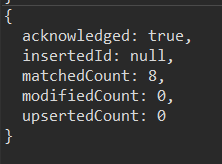 {
  acknowledged: true,
  insertedId: null,
  matchedCount: 8,
  modifiedCount: 0,
  upsertedCount: 0
}